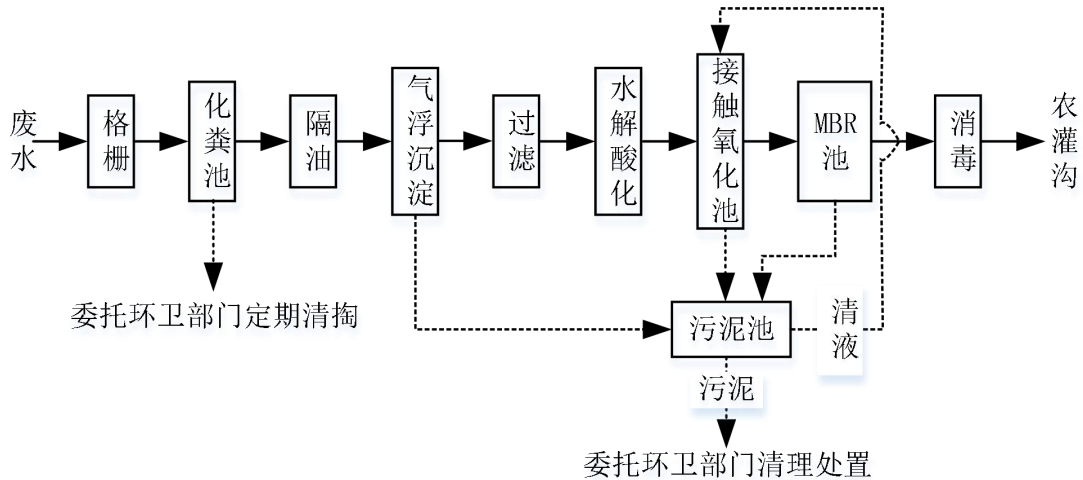 废水
格栅
化粪池
隔油
气浮沉淀
过滤
水解酸化
接触氧化池
MBR
池
消毒
农灌沟
委托环卫部门定期清掏
污泥池
清液
污泥
委托环卫部门清理处置